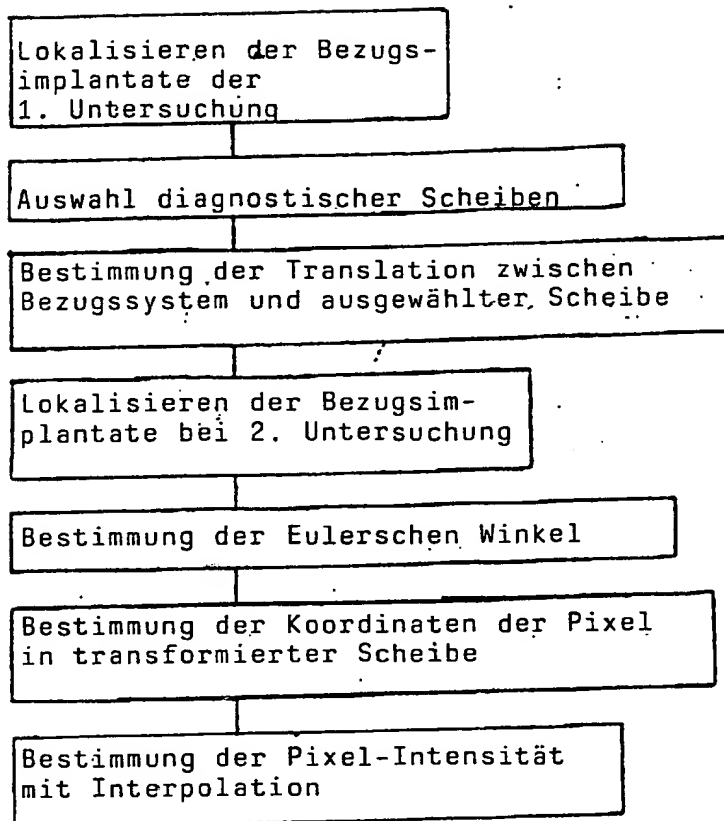 Lokalisieren der Bezugs-
implantate der
1. Untersuchung
Auswahl diagnostischer Scheiben
Bestimmung der Translation zwischen
Bezugssystem und ausgewählter Scheibe
Lokalisieren der Bezugsim-
plantate bei 2. Untersuchung
Bestimmung der Eulerschen Winkel
Bestimmung der Koordinaten der Pixel
in transformierter Scheibe
Bestimmung der Pixel-Intensität
mit Interpolation